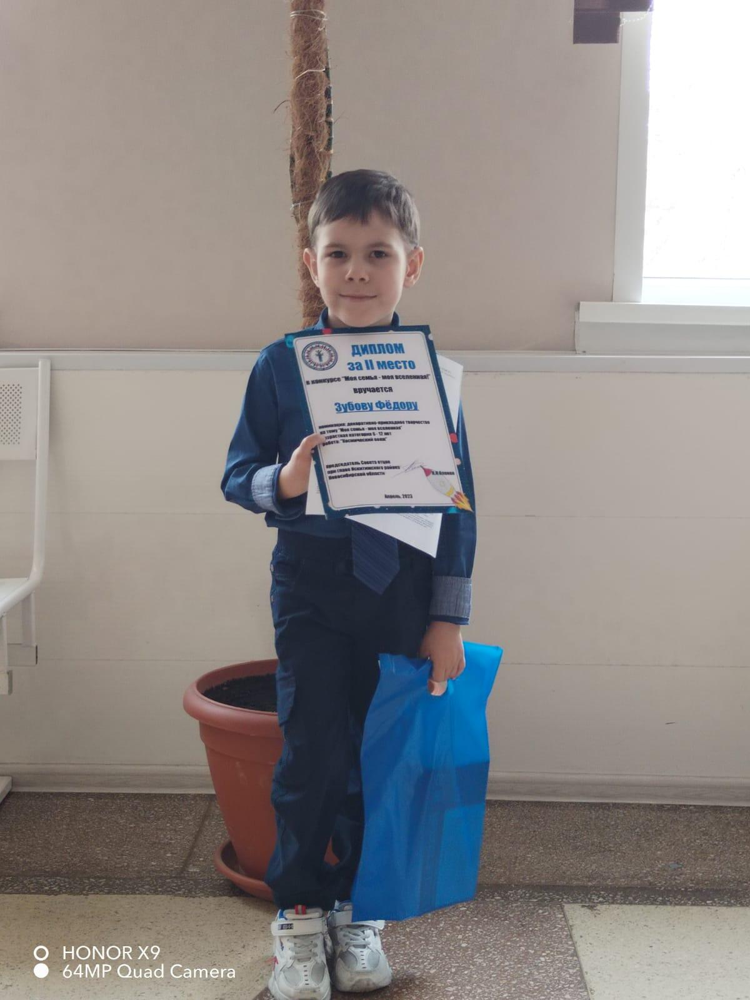 ДИПЛОМ
за II место
в конкурсе "Моя семья - моя вселенная!"
вручается
Зубову Фёдору
номинация: декоративно-прикладное творчество
на тему "Моя семья - моя вселенная"
возрастная категория 6 - 12 лет
работа: "Космический
председатель Совета отцов
при главе Искитимского района
Новосибирской области
Апрель, 2023
HONOR X9
64MP Quad Camera